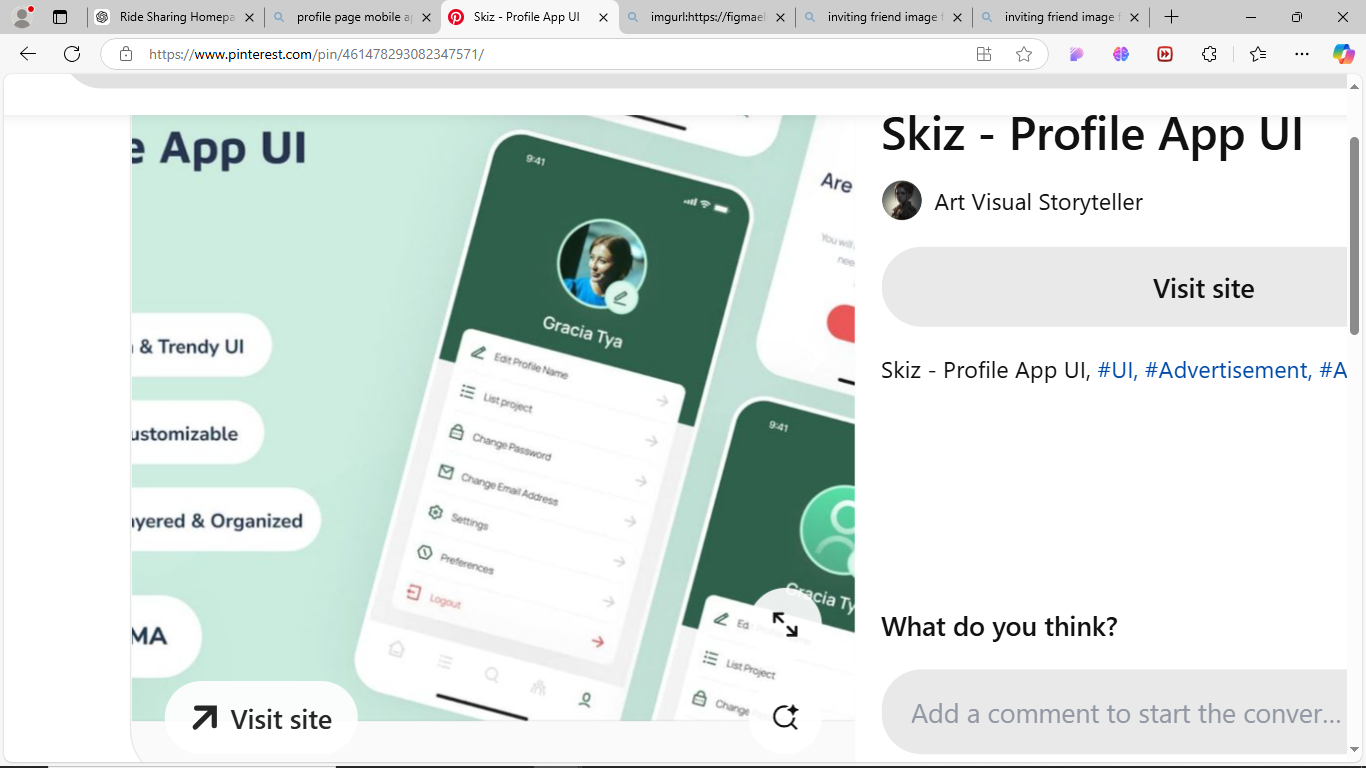 Ride Sharing Homepa
profile page mobile a
Skiz - Profile App UI
imgurl:https://figmael
inviting friend image f
inviting friend image f
https://www.pinterest.com/pin/461478293082347571/
e App UI
& Trendy UI
ustomizable
ayered & Organized
MA
Visit site
9:41
Gracia Tya
Edit Profile Name
List project
Change Password
Change Email Address
Settings
Preferences
Logout
Are
You will
nee
9:41
Gracia Ty
Ed
List Project
Change
Skiz - Profile App UI
Art Visual Storyteller
Visit site
Skiz - Profile App UI, #UI, #Advertisement, #A
What do you think?
Add a comment to start the conver...